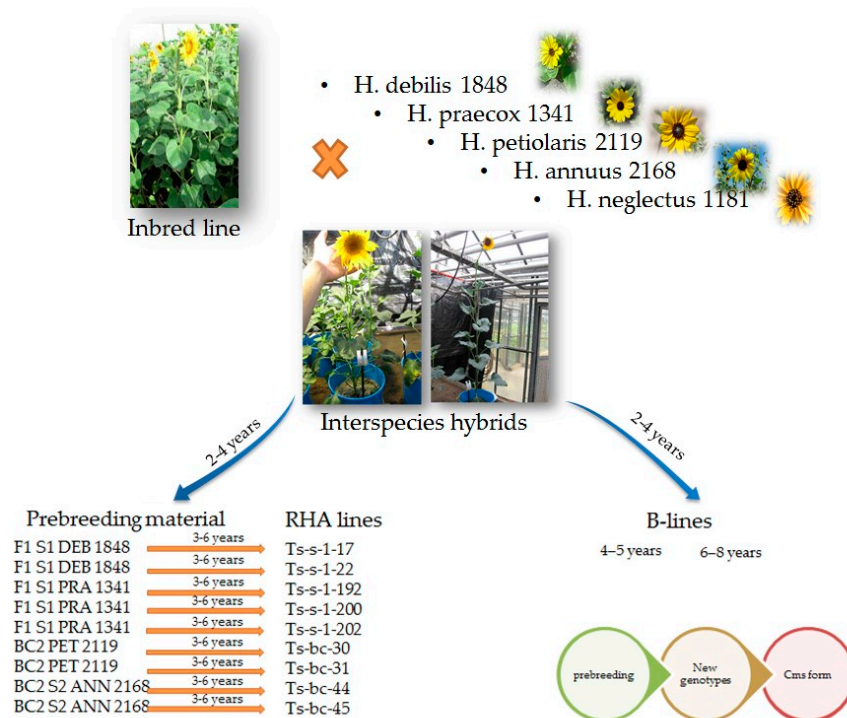 • H. debilis 1848
• H. praecox 1341
• H. petiolaris 2119
• H. annuus 2168
• H. neglectus 1181
Inbred line
Interspecies hybrids
2-4 years
2-4 years
Prebreeding material
RHA lines
F1 S1 DEB 1848 3-6 years Ts-s-1-17
F1 S1 DEB 1848 3-6 years Ts-s-1-22
F1 S1 PRA 1341 3-6 years Ts-s-1-192
F1 S1 PRA 1341 3-6 years Ts-s-1-200
F1 S1 PRA 1341 3-6 years Ts-s-1-202
BC2 PET 2119 3-6 years Ts-bc-30
BC2 PET 2119 3-6 years Ts-bc-31
BC2 S2 ANN 2168 3-6 years Ts-bc-44
BC2 S2 ANN 2168 3-6 years Ts-bc-45
B-lines
4–5 years 6–8 years
prebreeding
New
genotypes
Cms form